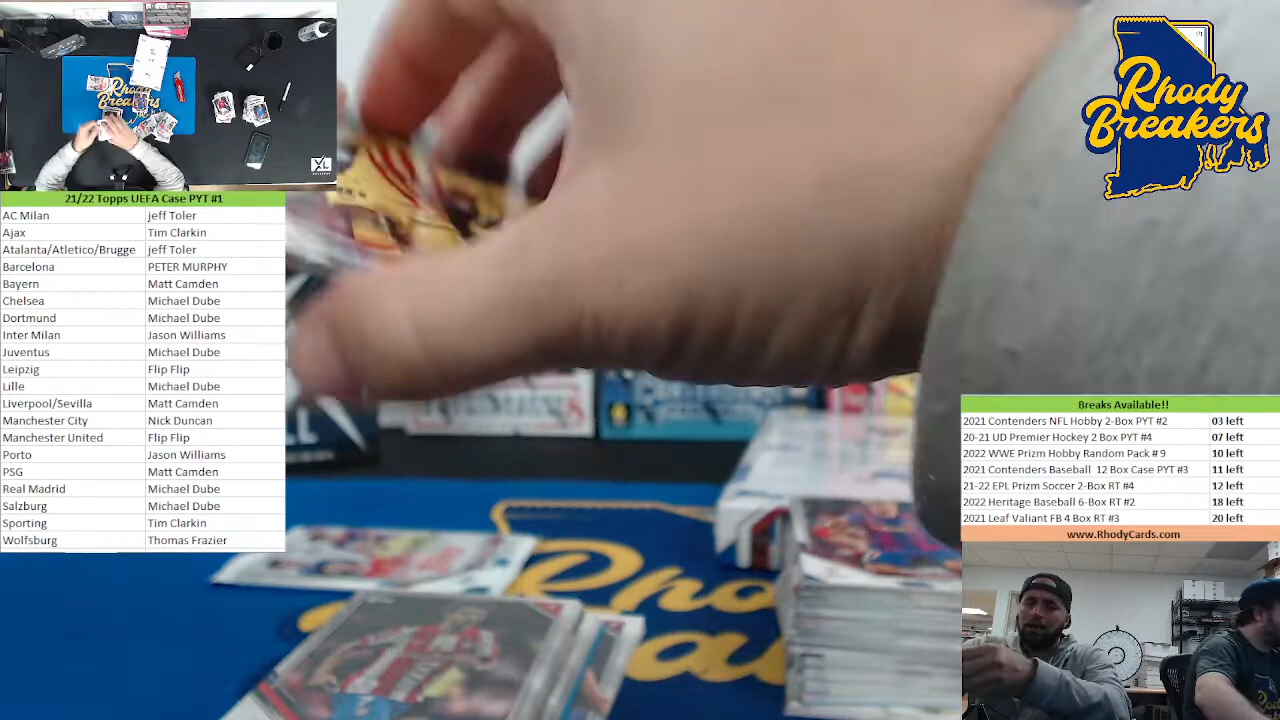 21/22 Topps UEFA Case PYT #1
AC Milan jeff Toler
Ajax Tim Clarkin
Atalanta/Atletico/Brugge jeff Toler
Barcelona PETER MURPHY
Bayern Matt Camden
Chelsea Michael Dube
Dortmund Michael Dube
Inter Milan Jason Williams
Juventus Michael Dube
Leipzig Flip Flip
Lille Michael Dube
Liverpool/Sevilla Matt Camden
Manchester City Nick Duncan
Manchester United Flip Flip
Porto Jason Williams
PSG Matt Camden
Real Madrid Michael Dube
Salzburg Michael Dube
Sporting Tim Clarkin
Wolfsburg Thomas Frazier
Rhody
Breakers
Rhody
Breakers
XL
Rhody
Breaks Available!!
2021 Contenders NFL Hobby 2-Box PYT #2 03 left
20-21 UD Premier Hockey 2 Box PYT #4 07 left
2022 WWE Prizm Hobby Random Pack # 9 10 left
2021 Contenders Baseball 12 Box Case PYT #3 11 left
21-22 EPL Prizm Soccer 2-Box RT #4 12 left
2022 Heritage Baseball 6-Box RT #2 18 left
2021 Leaf Valiant FB 4 Box RT #3 20 left
www.RhodyCards.com